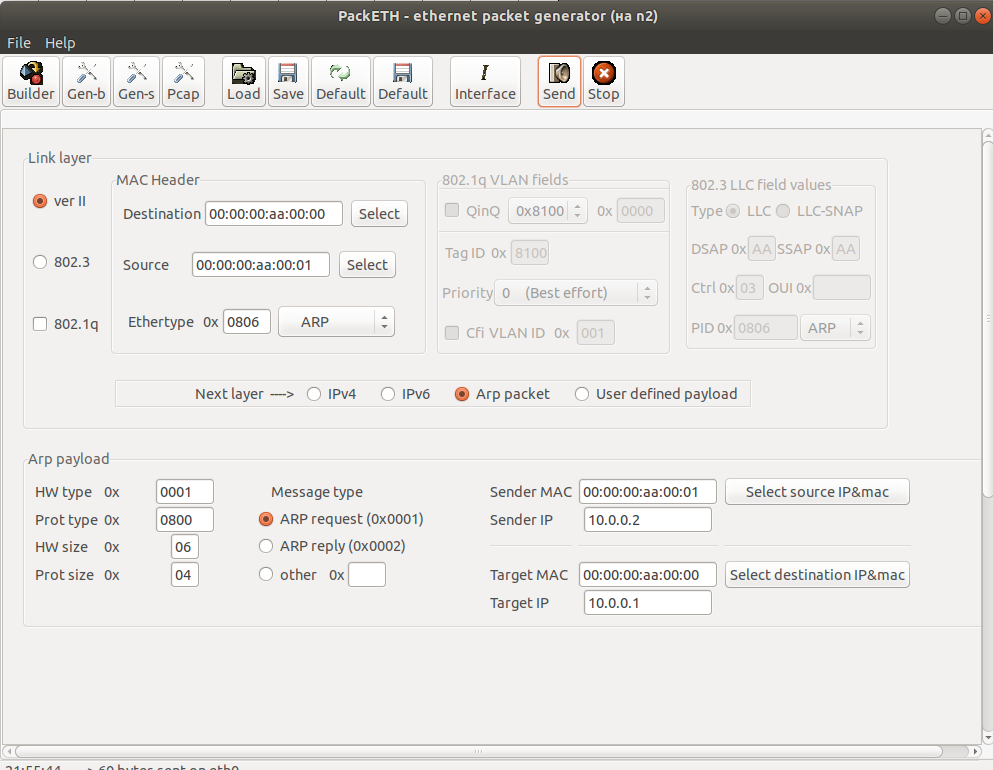 PackETH - ethernet packet generator (на n2)
File Help
Builder Gen-b Gen-s Pcap Load Save Default Default Interface Send Stop
Link layer
MAC Header
802.1q VLAN fields
802.3 LLC field values
ver II
Destination 00:00:00:aa:00:00 Select
QinQ 0x8100 0x 0000
Type LLC LLC-SNAP
802.3
Source 00:00:00:aa:00:01 Select
Tag ID 0x 8100
DSAP 0x AA SSAP 0x AA
Priority 0 (Best effort)
Ctrl 0x 03 OUI 0x
802.1q
Ethertype 0x 0806 ARP
Cfi VLAN ID 0x 001
PID 0x 0806 ARP
Next layer ----> IPv4 IPv6 Arp packet User defined payload
Arp payload
HW type 0x 0001
Prot type 0x 0800
HW size 0x 06
Prot size 0x 04
Message type
ARP request (0x0001)
ARP reply (0x0002)
other 0x
Sender MAC 00:00:00:aa:00:01 Select source IP&mac
Sender IP 10.0.0.2
Target MAC 00:00:00:aa:00:00 Select destination IP&mac
Target IP 10.0.0.1
21:55:44 ---> 60 bytes sent on eth0